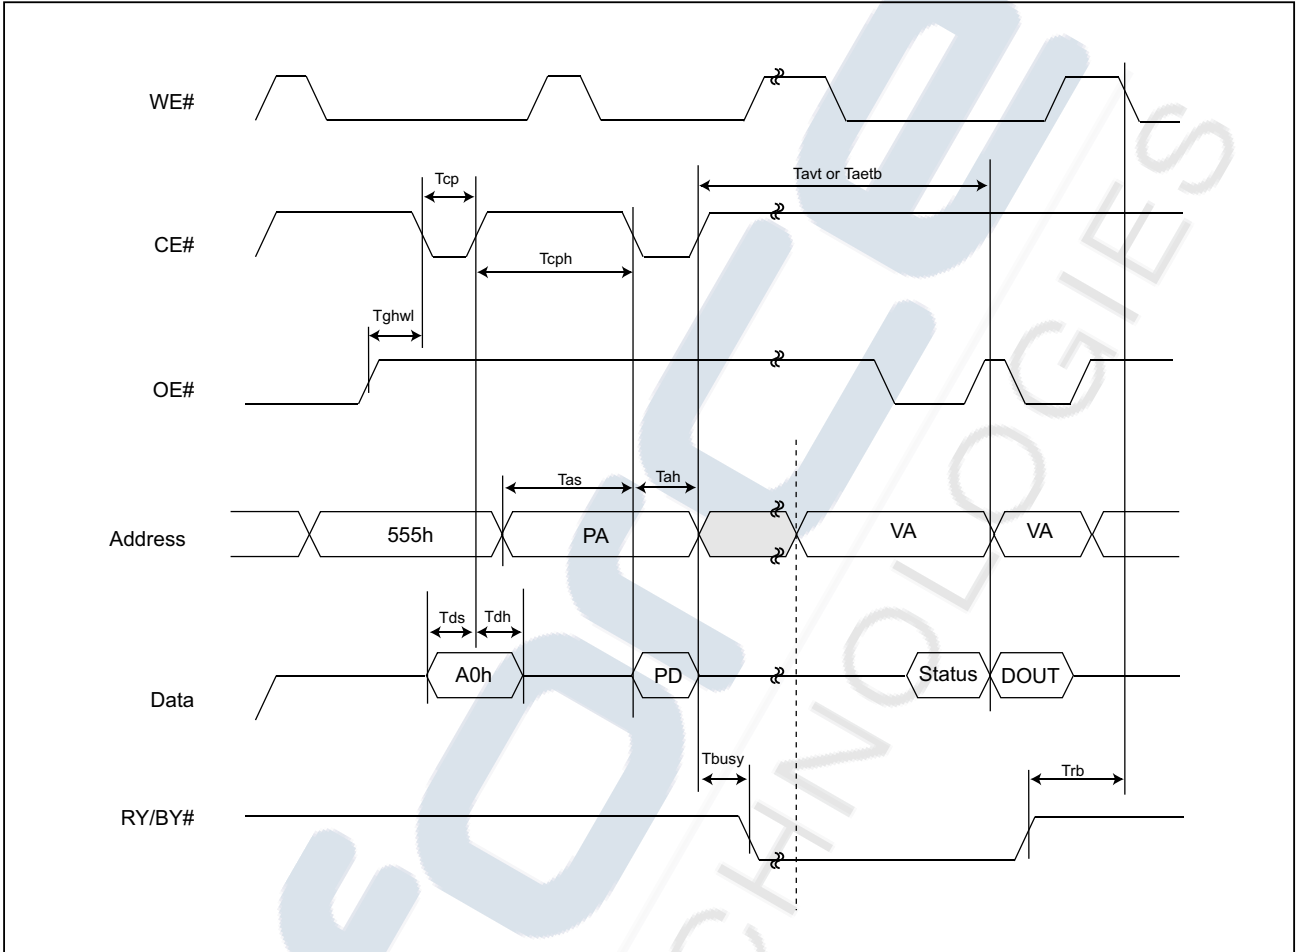 WE#
Tcp
Tavt or Taetb
CE#
Tcph
Tghwl
OE#
Tas
Tah
Address
555h
PA
VA
VA
Tds
Tdh
Data
A0h
PD
Status
DOUT
Tbusy
Trb
RY/BY#